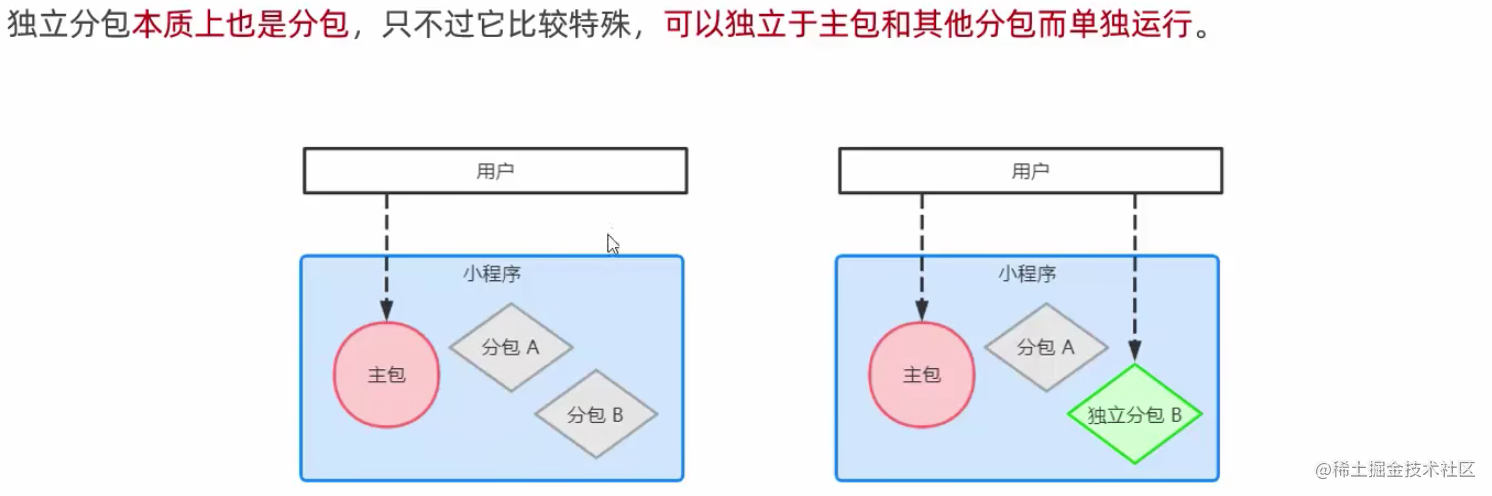 独立分包本质上也是分包，只不过它比较特殊，可以独立于主包和其他分包而单独运行。
用户
用户
小程序
小程序
分包 A
分包 A
主包
主包
分包 B
独立分包 B
@稀土掘金技术社区